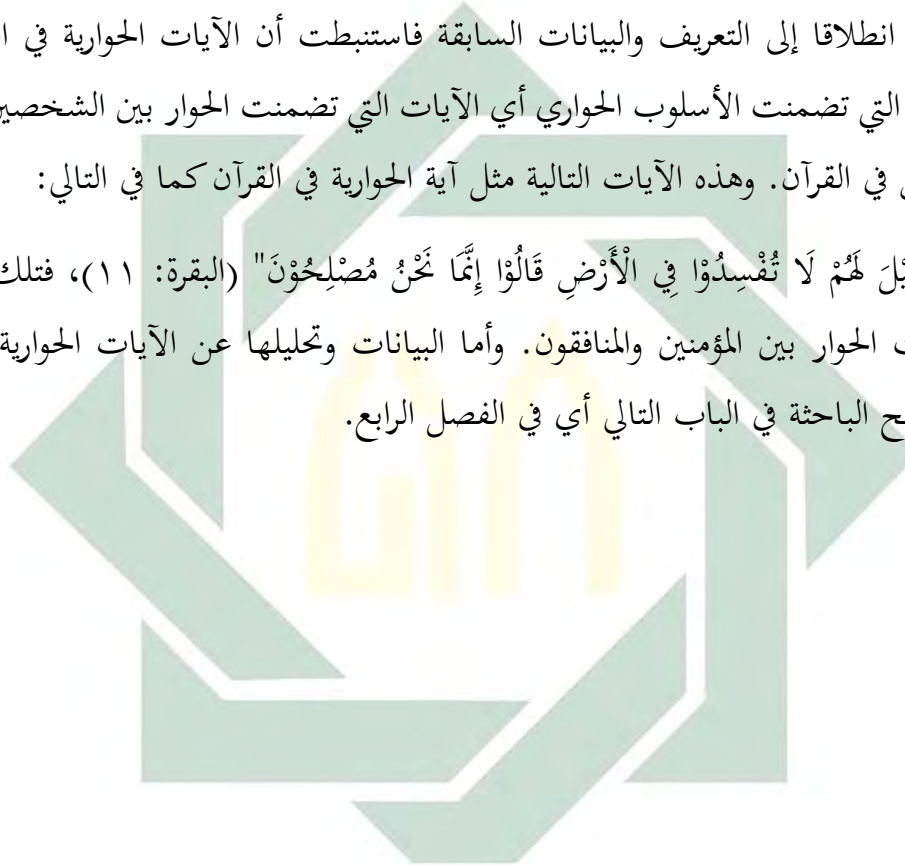 انطلاقا إلى التعريف والبيانات السابقة فاستنبطت أن الآيات الحوارية في
التي تضمنت الأسلوب الحواري أي الآيات التي تضمنت الحوار بين
في القرآن. وهذه الآيات التالية مثل آية الحوارية في القرآن كما في التالي:
لَهُمْ لَا تُفْسِدُوْا فِي الْأَرْضِ قَالُوْا إِنَّمَا نَحْنُ مُصْلِحُوْنَ" (البقرة: ١١)، فتلك
الحوار بين المؤمنين والمنافقون. وأما البيانات وتحليلها عن الآيات الحوارية
الباحثة في الباب التالي أي في الفصل الرابع.